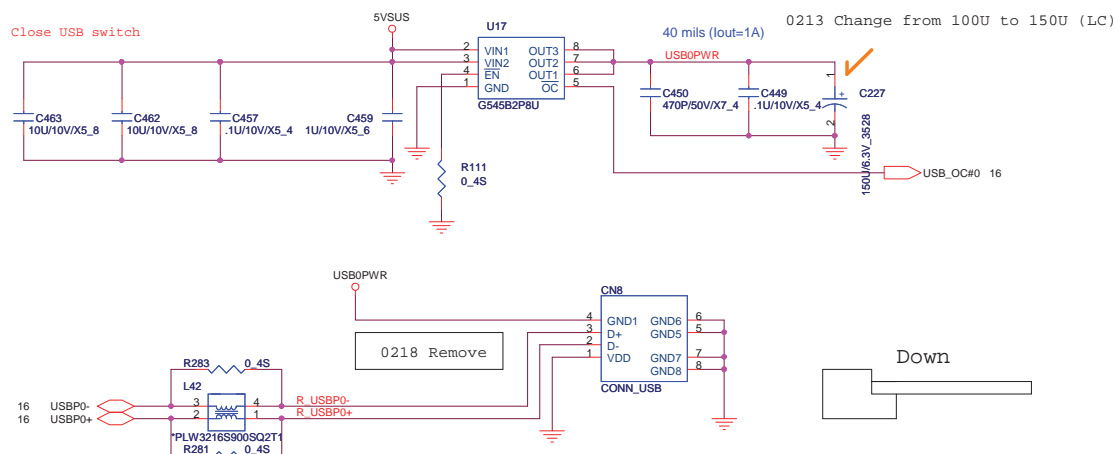 0213 Change from 100U to 150U (LC)
Close USB switch
5VSUS
U17
40 mils (Iout=1A)
USB0PWR
2 VIN1 OUT3 8
3 VIN2 OUT2 7
4 EN OUT1 6
1 GND OC 5
G545B2P8U
C463
10U/10V/X5_8
C462
10U/10V/X5_8
C457
.1U/10V/X5_4
C459
1U/10V/X5_6
C450
470P/50V/X7_4
C449
.1U/10V/X5_4
1
+
C227
2
150U/6.3V_3528
R111
0_4S
USB_OC#0 16
USB0PWR
0218 Remove
CN8
4 GND1 GND6 6
3 D+ GND5 5
2 D-
1 VDD GND7 7
GND8 8
CONN_USB
Down
R283 0_4S
L42
16 USBP0- 3 4 R_USBP0-
16 USBP0+ 2 1 R_USBP0+
*PLW3216S900SQ2T1
R281 0_4S